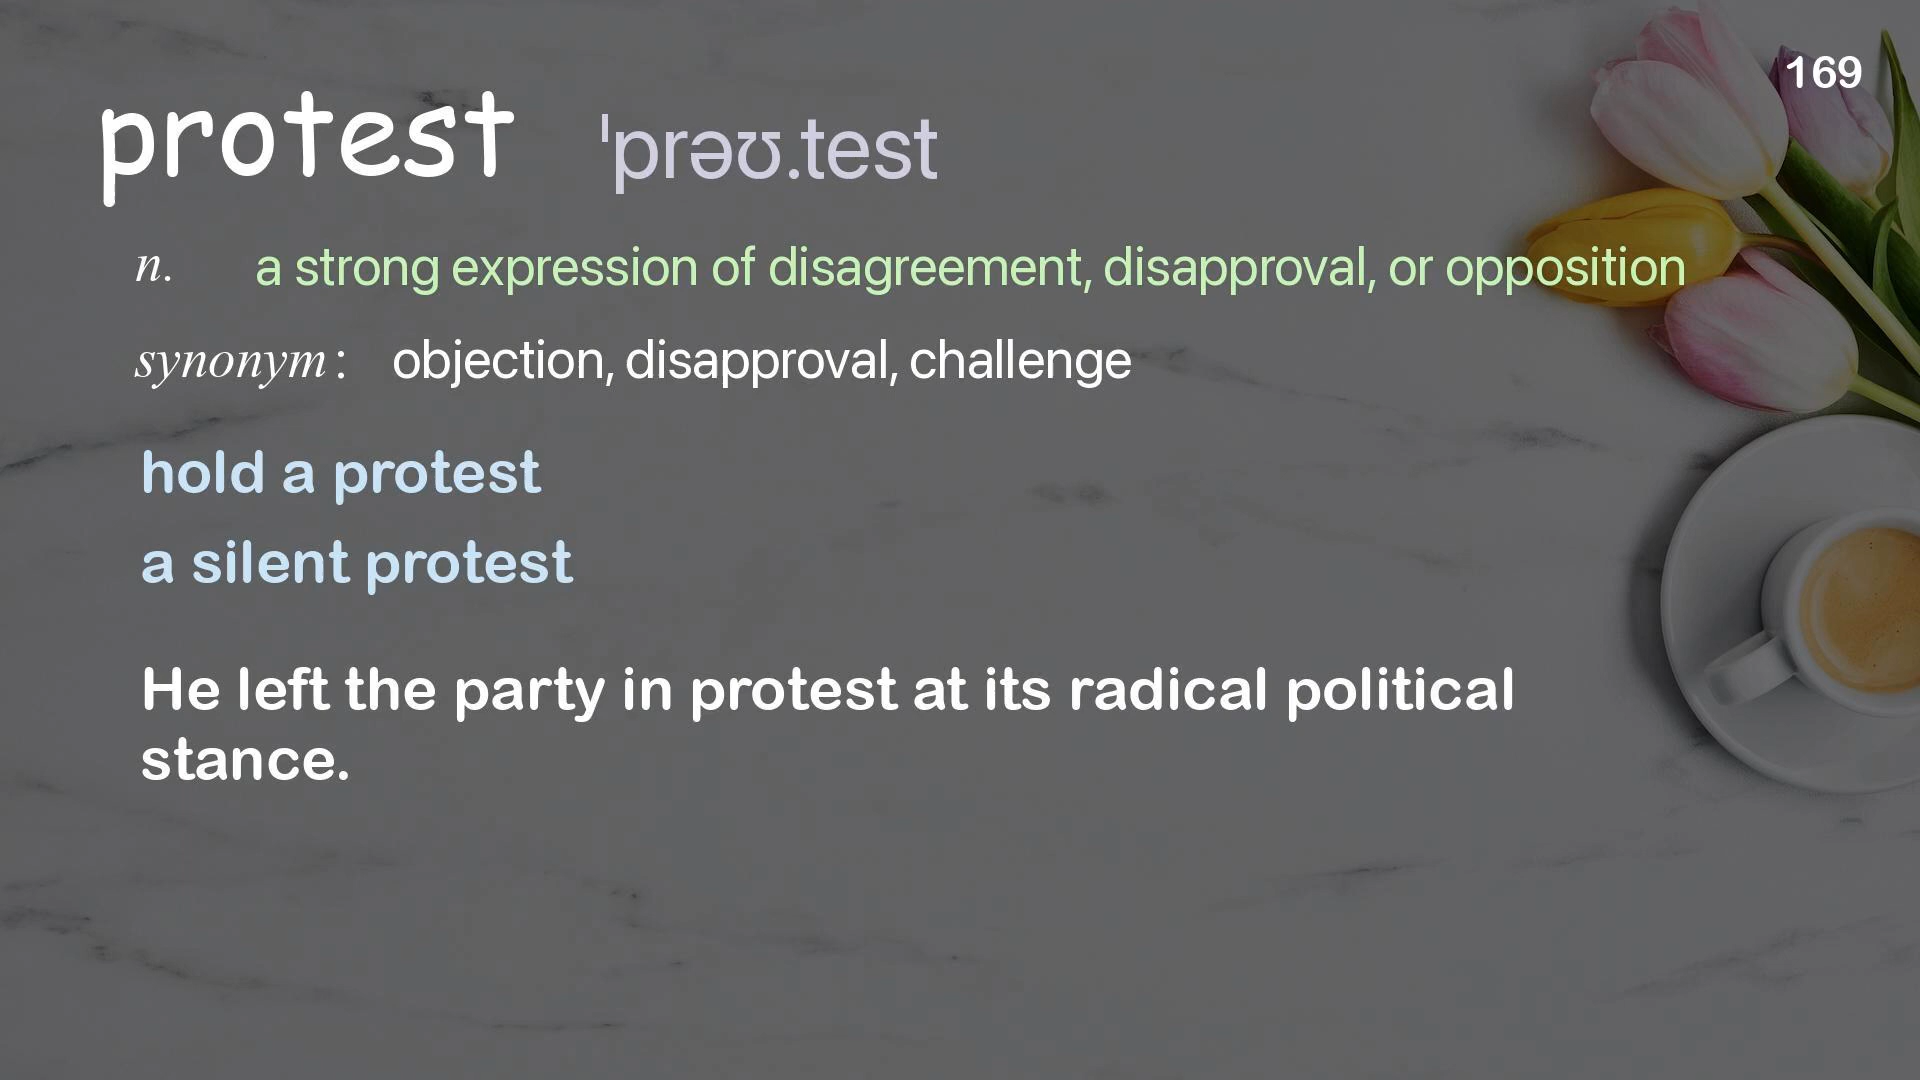 169
protest ˈprəʊ.test
n. a strong expression of disagreement, disapproval, or opposition
synonym : objection, disapproval, challenge
hold a protest
a silent protest
He left the party in protest at its radical political
stance.